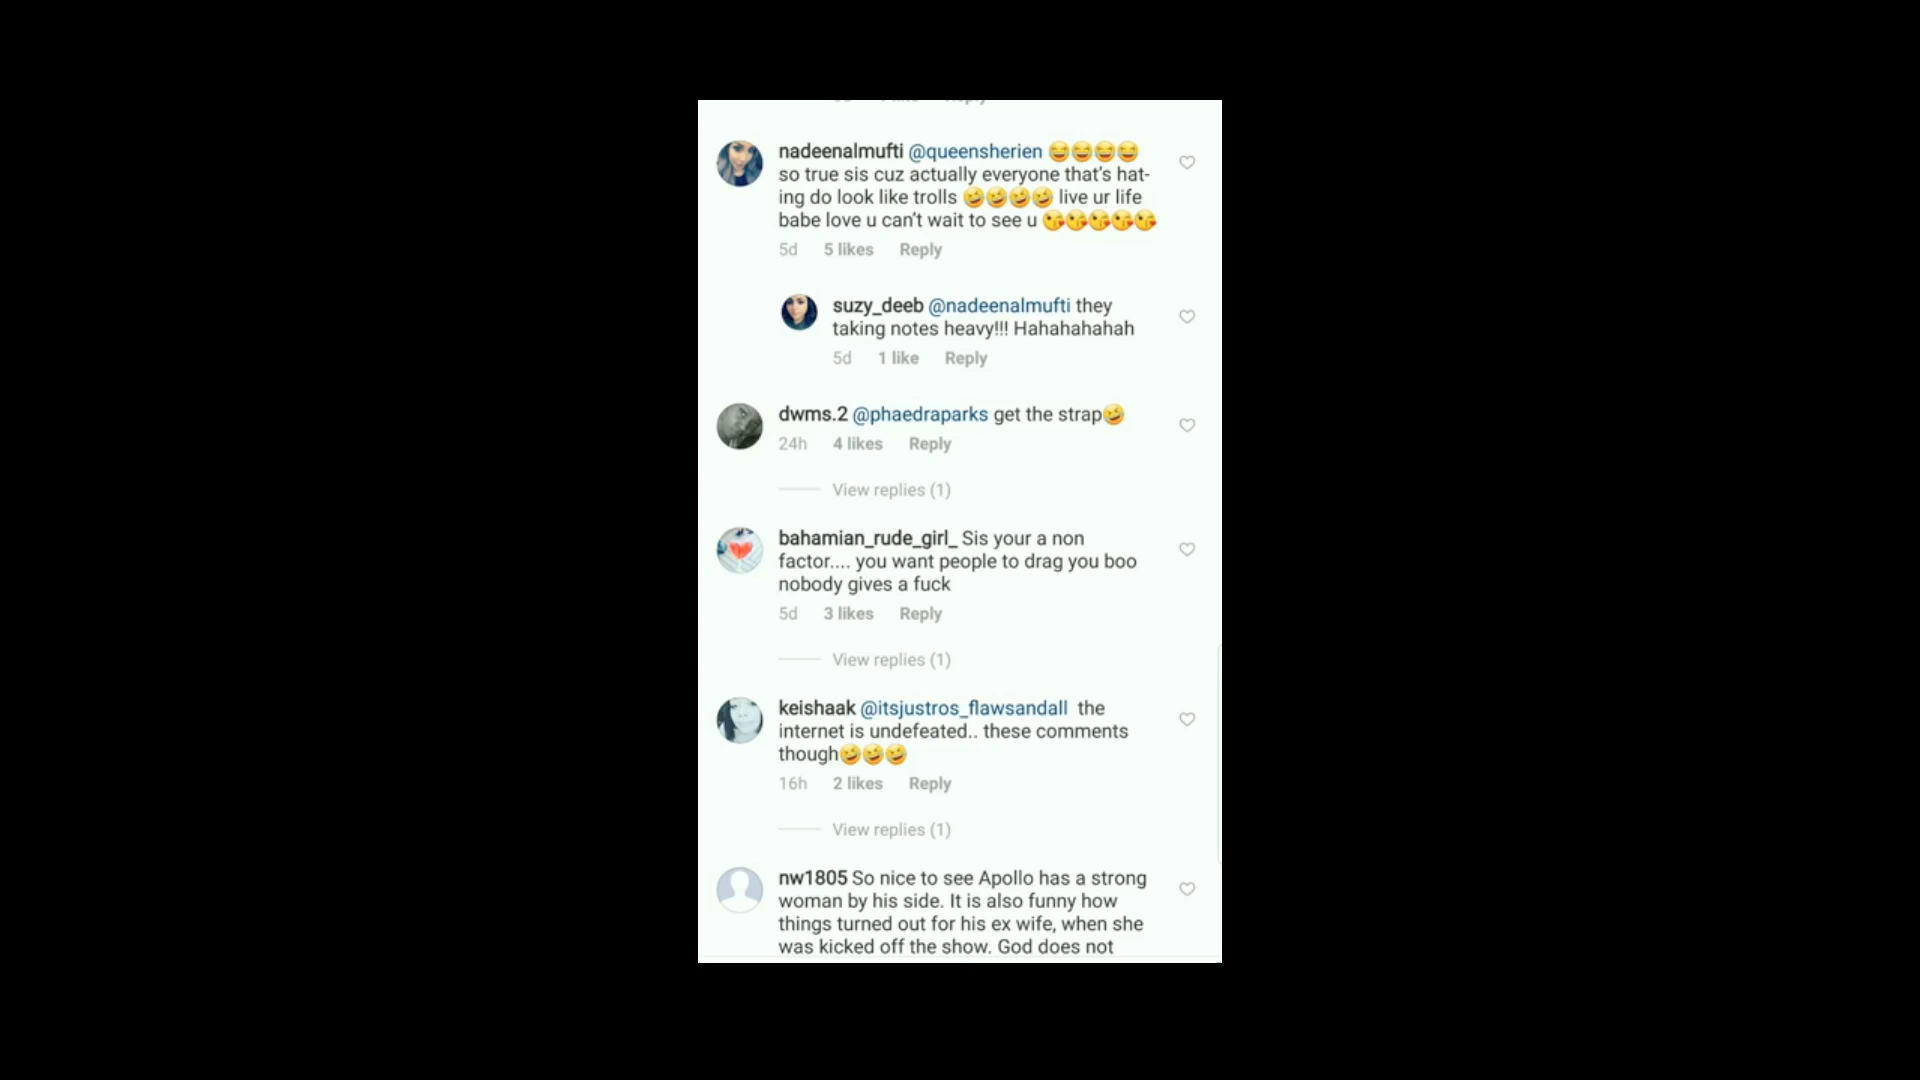 nadeenalmufti @queensherien 😂😂😂😂
so true sis cuz actually everyone that's hat-
ing do look like trolls 🤣🤣🤣🤣 live ur life
babe love u can't wait to see u 😘😘😘😘😘
5d 5 likes Reply
suzy_deeb @nadeenalmufti they
taking notes heavy!!! Hahahahahah
5d 1 like Reply
dwms.2 @phaedraparks get the strap🤣
24h 4 likes Reply
View replies (1)
bahamian_rude_girl_ Sis your a non
factor.... you want people to drag you boo
nobody gives a fuck
5d 3 likes Reply
View replies (1)
keishaak @itsjustros_flawsandall the
internet is undefeated.. these comments
though🤣🤣🤣
16h 2 likes Reply
View replies (1)
nw1805 So nice to see Apollo has a strong
woman by his side. It is also funny how
things turned out for his ex wife, when she
was kicked off the show. God does not